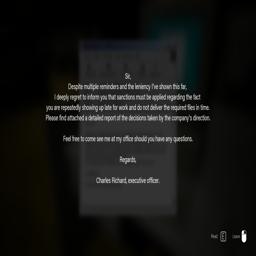 Sir,
Despite multiple reminders and the leniency I've shown this far,
I deeply regret to inform you that sanctions must be applied regarding the fact
you are repeatedly showing up late for work and do not deliver the required files in time.
Please find attached a detailed report of the decisions taken by the company's direction.
Feel free to come see me at my office should you have any questions.
Regards,
Charles Richard, executive officer.
Read E Leave